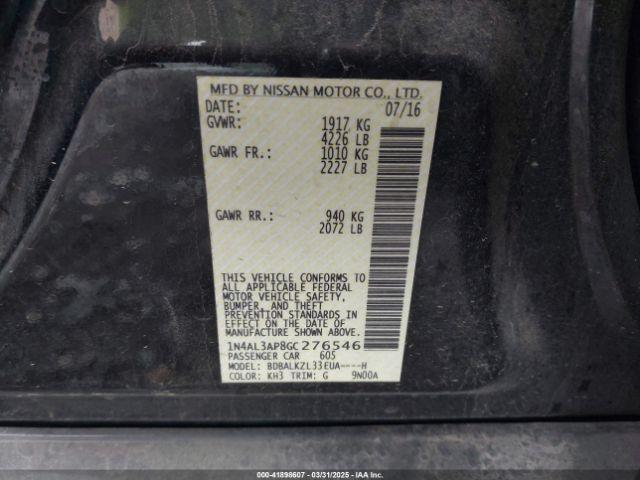 MFD BY NISSAN MOTOR CO., LTD.
DATE: 07/16
GVWR: 1917 KG
4226 LB
GAWR FR.: 1010 KG
2227 LB
GAWR RR.: 940 KG
2072 LB
THIS VEHICLE CONFORMS TO
ALL APPLICABLE FEDERAL
MOTOR VEHICLE SAFETY,
BUMPER, AND THEFT
PREVENTION STANDARDS IN
EFFECT ON THE DATE OF
MANUFACTURE SHOWN ABOVE.
1N4AL3AP8GC276546
PASSENGER CAR 605
MODEL: BDBALKZL33EUA----H
COLOR: KH3 TRIM: G 9N00A
000-41898607 - 03/31/2025 - IAAI, Inc.